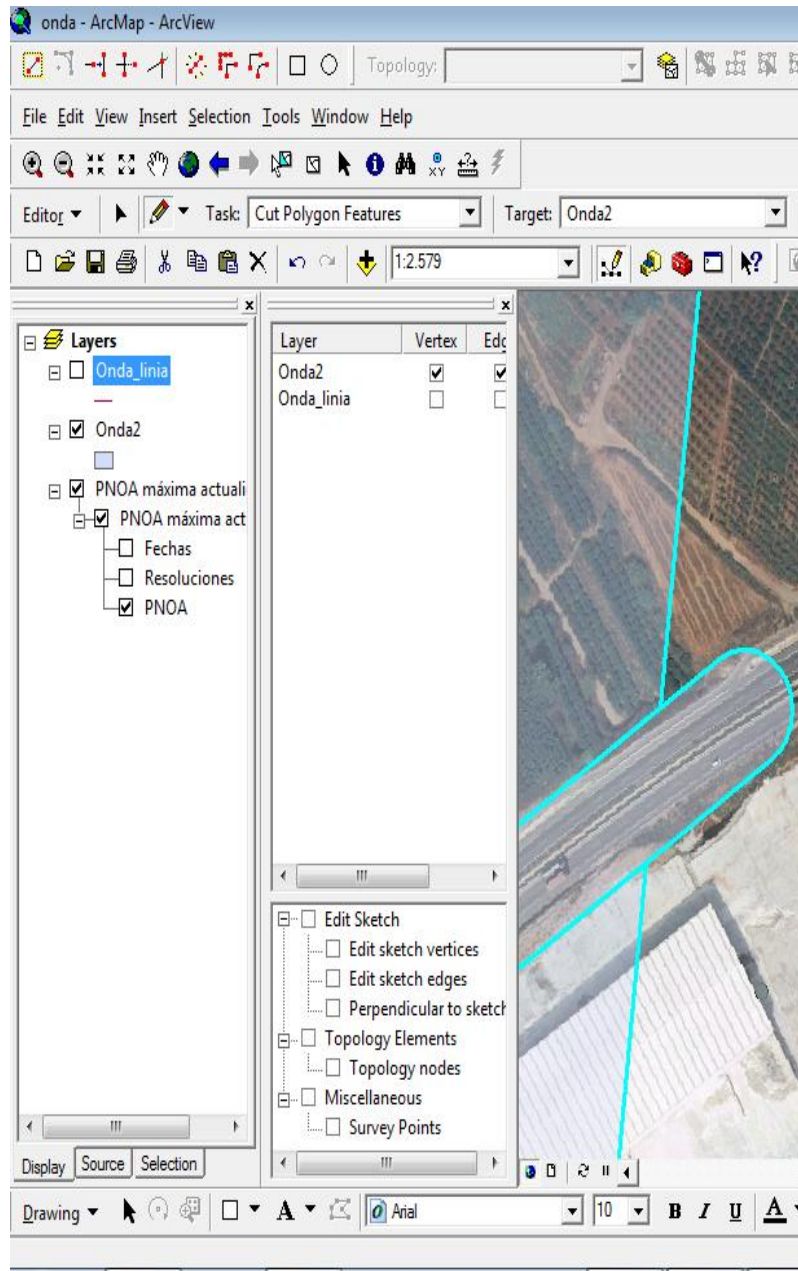 onda - ArcMap - ArcView
Topology:
File Edit View Insert Selection Tools Window Help
Editor Task: Cut Polygon Features Target: Onda2
1:2.579
Layers
Onda_linia
Onda2
PNOA máxima actuali
PNOA máxima act
Fechas
Resoluciones
PNOA
Display Source Selection
Layer Vertex Edg
Onda2
Onda_linia
Edit Sketch
Edit sketch vertices
Edit sketch edges
Perpendicular to sketch
Topology Elements
Topology nodes
Miscellaneous
Survey Points
Drawing A Arial 10 B I U A